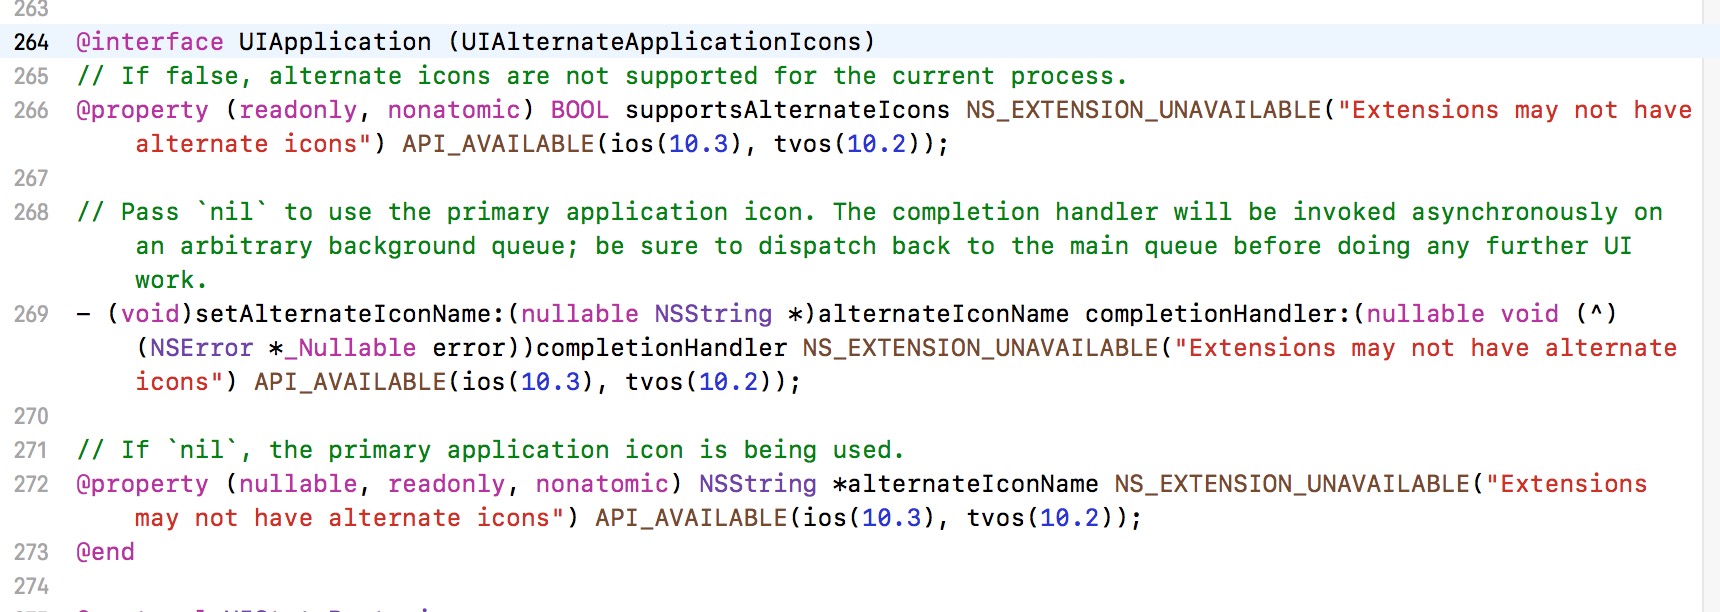 263
264 @interface UIApplication (UIAlternateApplicationIcons)
265 // If false, alternate icons are not supported for the current process.
266 @property (readonly, nonatomic) BOOL supportsAlternateIcons NS_EXTENSION_UNAVAILABLE("Extensions may not have
alternate icons") API_AVAILABLE(ios(10.3), tvos(10.2));
267
268 // Pass `nil` to use the primary application icon. The completion handler will be invoked asynchronously on
an arbitrary background queue; be sure to dispatch back to the main queue before doing any further UI
work.
269 - (void)setAlternateIconName:(nullable NSString *)alternateIconName completionHandler:(nullable void (^)
(NSError *_Nullable error))completionHandler NS_EXTENSION_UNAVAILABLE("Extensions may not have alternate
icons") API_AVAILABLE(ios(10.3), tvos(10.2));
270
271 // If `nil`, the primary application icon is being used.
272 @property (nullable, readonly, nonatomic) NSString *alternateIconName NS_EXTENSION_UNAVAILABLE("Extensions
may not have alternate icons") API_AVAILABLE(ios(10.3), tvos(10.2));
273 @end
274